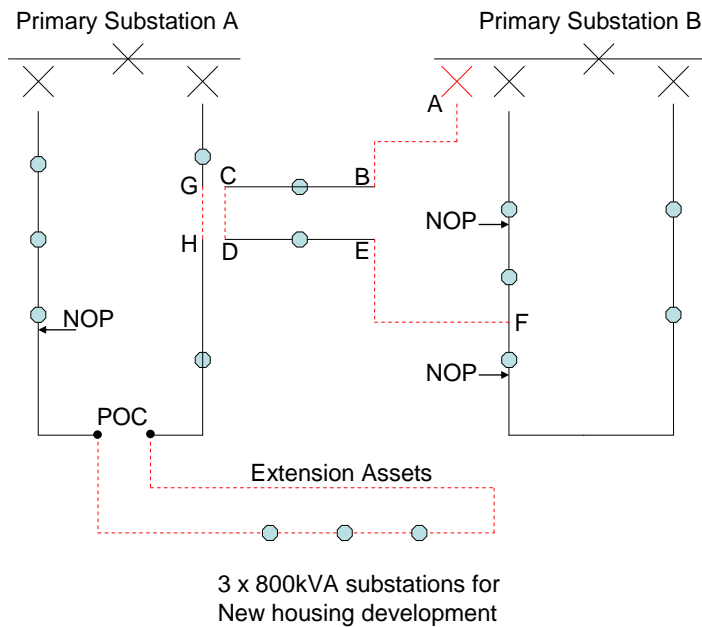 Primary Substation A
Primary Substation B
A
G
C
B
H
D
E
NOP
NOP
F
NOP
POC
Extension Assets
3 x 800kVA substations for
New housing development